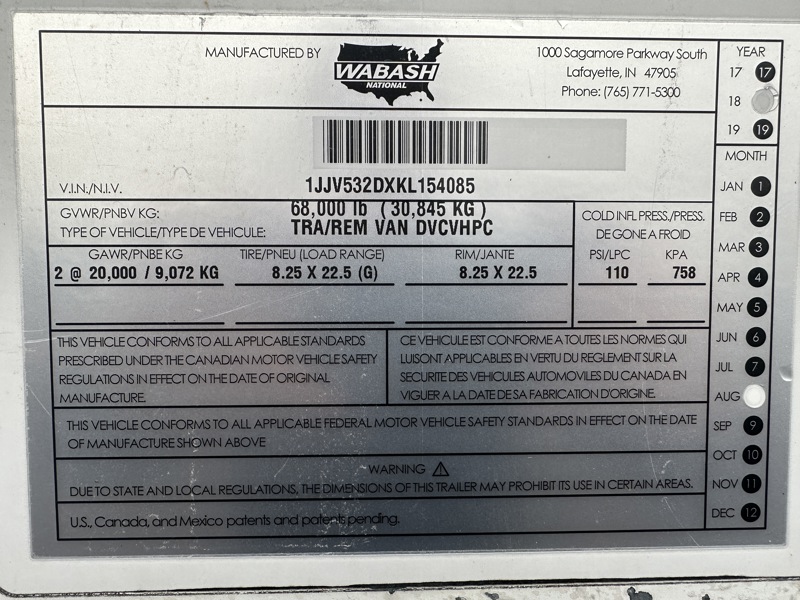 MANUFACTURED BY
WABASH
NATIONAL
1000 Sagamore Parkway South
Lafayette, IN 47905
Phone: (765) 771-5300
YEAR
17 17
18
19 19
V.I.N./N.I.V.
1JJV532DXKL154085
GVWR/PNBV KG:
68,000 lb ( 30,845 KG )
TYPE OF VEHICLE/TYPE DE VEHICULE:
TRA/REM VAN DVCVHPC
COLD INFL PRESS./PRESS.
DE GONE A FROID
GAWR/PNBE KG
TIRE/PNEU (LOAD RANGE)
RIM/JANTE
PSI/LPC
KPA
2 @ 20,000 / 9,072 KG
8.25 X 22.5 (G)
8.25 X 22.5
110
758
THIS VEHICLE CONFORMS TO ALL APPLICABLE STANDARDS
PRESCRIBED UNDER THE CANADIAN MOTOR VEHICLE SAFETY
REGULATIONS IN EFFECT ON THE DATE OF ORIGINAL
MANUFACTURE.
CE VEHICULE EST CONFORME A TOUTES LES NORMES QUI
LUI SONT APPLICABLES EN VERTU DU REGLEMENT SUR LA
SECURITE DES VEHICULES AUTOMOVILES DU CANADA EN
VIGUER A LA DATE DE SA FABRICATION D'ORIGINE.
THIS VEHICLE CONFORMS TO ALL APPLICABLE FEDERAL MOTOR VEHICLE SAFETY STANDARDS IN EFFECT ON THE DATE
OF MANUFACTURE SHOWN ABOVE
WARNING ⚠
DUE TO STATE AND LOCAL REGULATIONS, THE DIMENSIONS OF THIS TRAILER MAY PROHIBIT ITS USE IN CERTAIN AREAS.
U.S., Canada, and Mexico patents and patents pending.
MONTH
JAN 1
FEB 2
MAR 3
APR 4
MAY 5
JUN 6
JUL 7
AUG
SEP 9
OCT 10
NOV 11
DEC 12